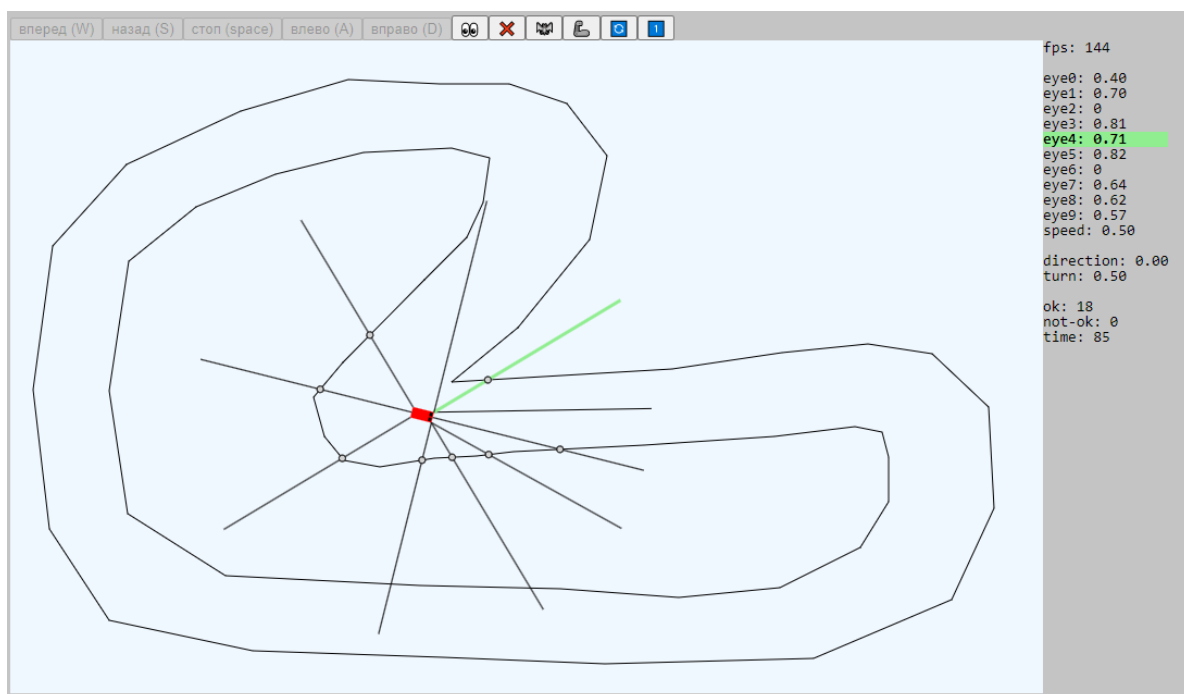 вперед (W) назад (S) стоп (space) влево (A) вправо (D) 1
fps: 144
eye0: 0.40
eye1: 0.70
eye2: 0
eye3: 0.81
eye4: 0.71
eye5: 0.82
eye6: 0
eye7: 0.64
eye8: 0.62
eye9: 0.57
speed: 0.50
direction: 0.00
turn: 0.50
ok: 18
not-ok: 0
time: 85